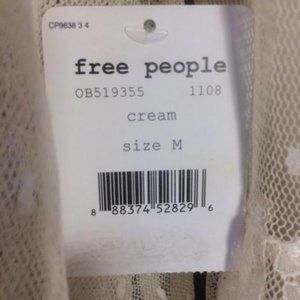 CP9638 3 4
free people
OB519355 1108
cream
size M
8 88374 52829 6